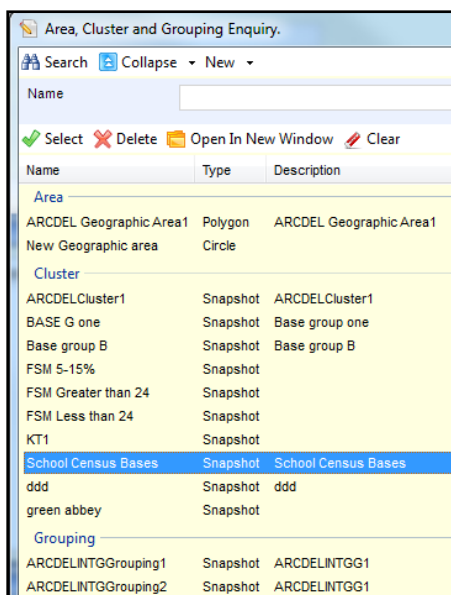 Area, Cluster and Grouping Enquiry.
Search Collapse New
Name
Select Delete Open In New Window Clear
Name Type Description
Area
ARCDEL Geographic Area1 Polygon ARCDEL Geographic Area1
New Geographic area Circle
Cluster
ARCDELCluster1 Snapshot ARCDELCluster1
BASE G one Snapshot Base group one
Base group B Snapshot Base group B
FSM 5-15% Snapshot
FSM Greater than 24 Snapshot
FSM Less than 24 Snapshot
KT1 Snapshot
School Census Bases Snapshot School Census Bases
ddd Snapshot ddd
green abbey Snapshot
Grouping
ARCDELINTGGrouping1 Snapshot ARCDELINTGG1
ARCDELINTGGrouping2 Snapshot ARCDELINTGG1